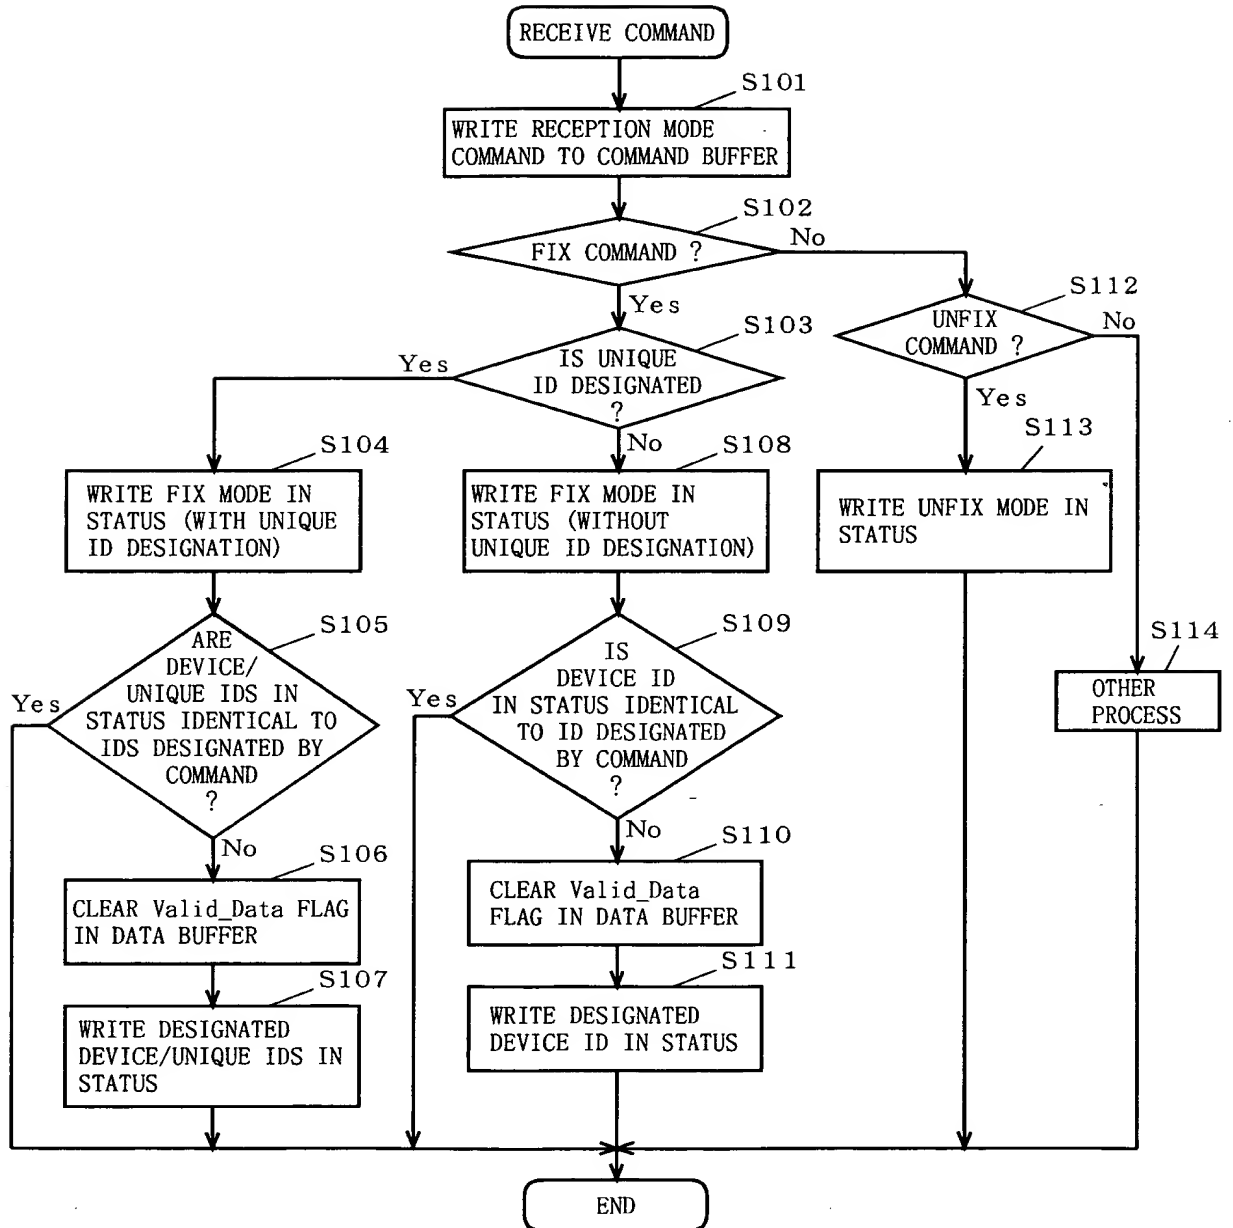 RECEIVE COMMAND
S101
WRITE RECEPTION MODE
COMMAND TO COMMAND BUFFER
S102
FIX COMMAND ?
No
Yes
S112
UNFIX
COMMAND ?
No
Yes
S103
IS UNIQUE
ID DESIGNATED
?
Yes
No
S104
WRITE FIX MODE IN
STATUS (WITH UNIQUE
ID DESIGNATION)
S108
WRITE FIX MODE IN
STATUS (WITHOUT
UNIQUE ID DESIGNATION)
S113
WRITE UNFIX MODE IN
STATUS
S105
ARE
DEVICE/
UNIQUE IDS IN
STATUS IDENTICAL TO
IDS DESIGNATED BY
COMMAND
?
Yes
No
S109
IS
DEVICE ID
IN STATUS IDENTICAL
TO ID DESIGNATED
BY COMMAND
?
Yes
No
S114
OTHER
PROCESS
S106
CLEAR Valid_Data FLAG
IN DATA BUFFER
S110
CLEAR Valid_Data
FLAG IN DATA BUFFER
S107
WRITE DESIGNATED
DEVICE/UNIQUE IDS IN
STATUS
S111
WRITE DESIGNATED
DEVICE ID IN STATUS
END